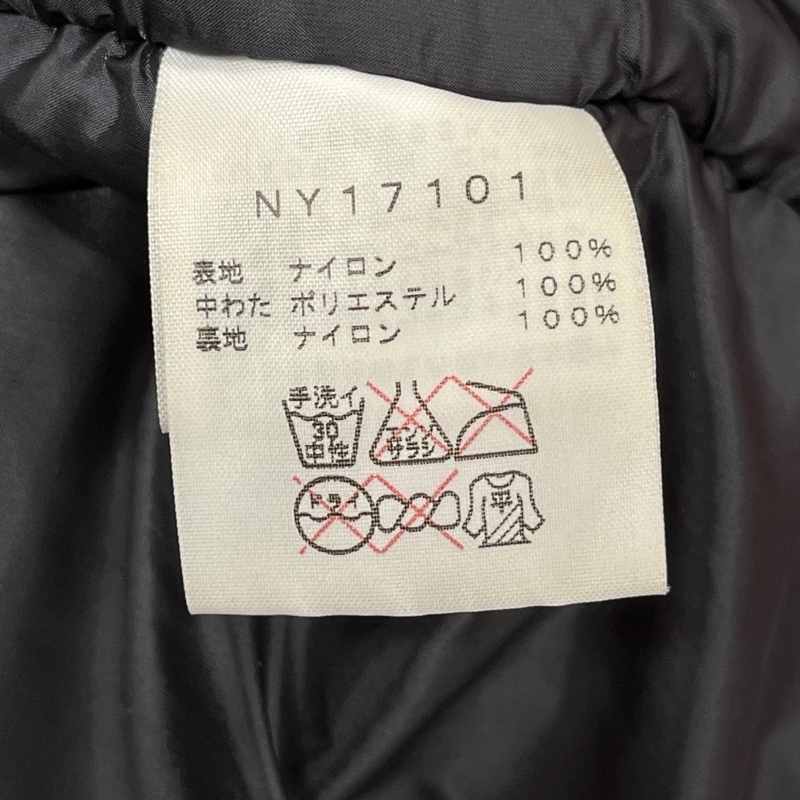 NY17101
表地 ナイロン 100%
中わた ポリエステル 100%
裏地 ナイロン 100%
手洗イ
30
中性
エンソ
サラシ
ドライ
平